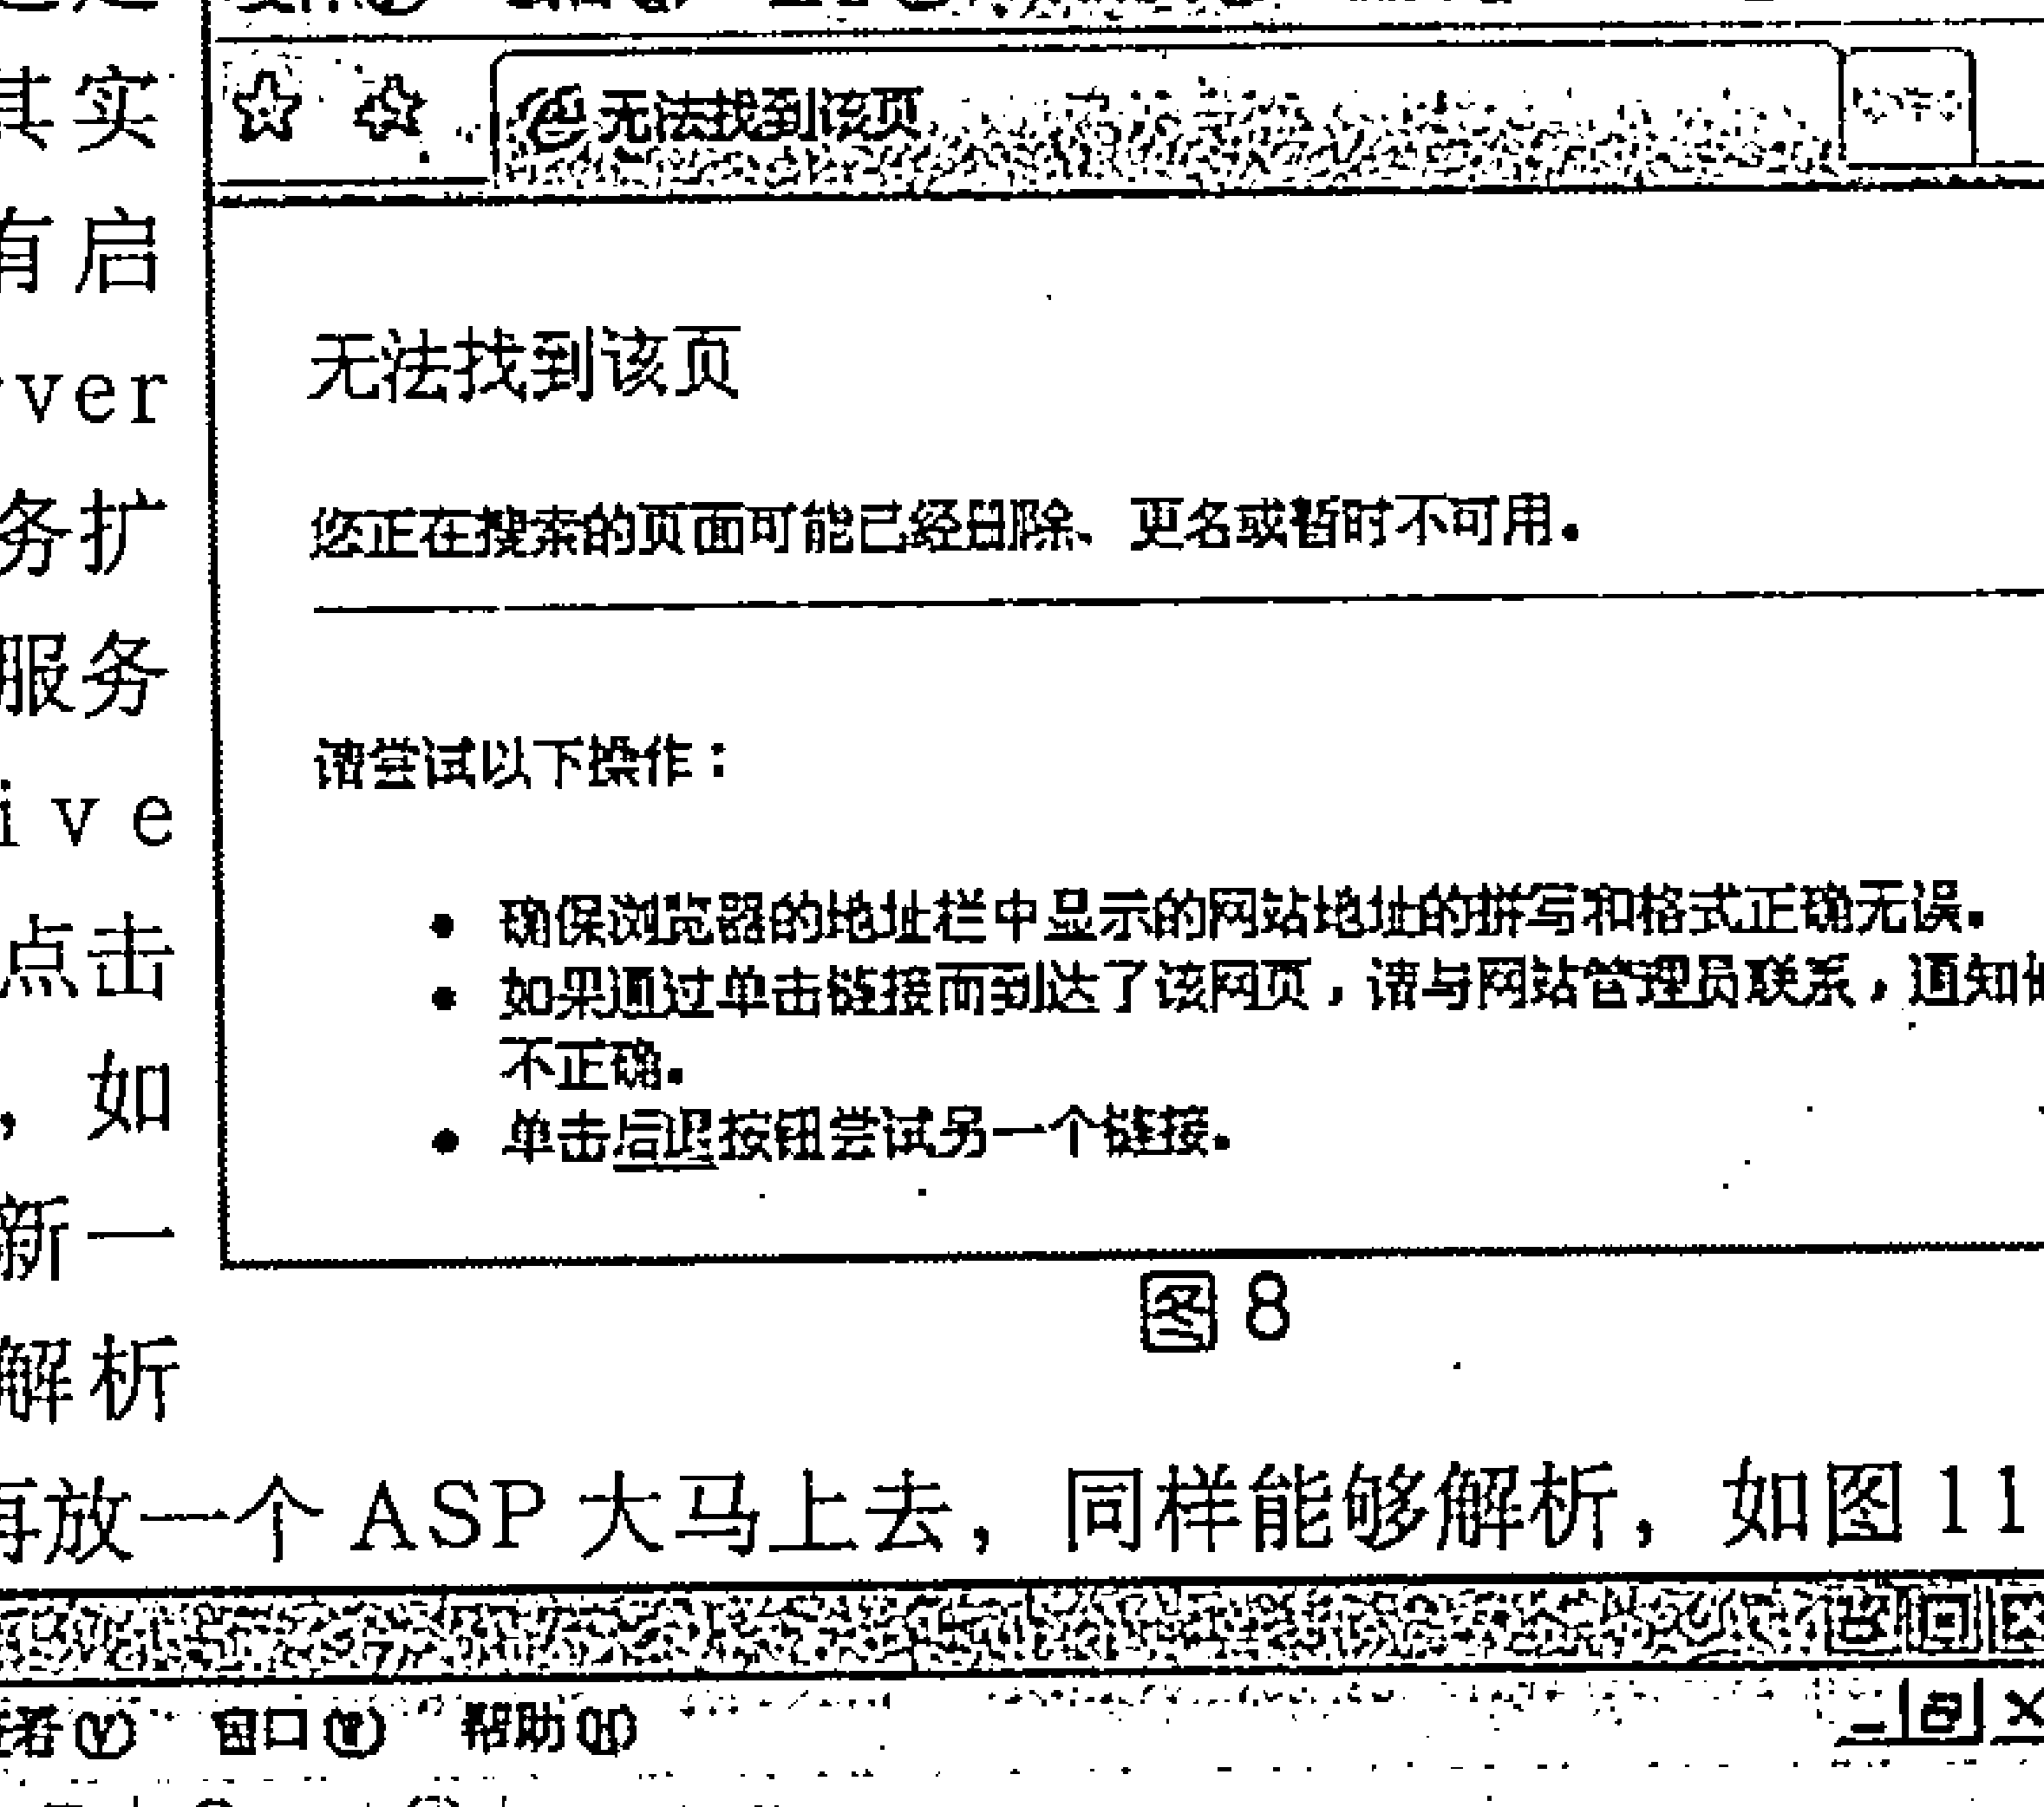 其实
有启
ver
务扩
服务
ive
点击
，如
新一
解析
无法找到该页
无法找到该页
您正在搜索的页面可能已经删除、更名或暂时不可用。
请尝试以下操作：
• 确保浏览器的地址栏中显示的网站地址的拼写和格式正确无误。
• 如果通过单击链接而到达了该网页，请与网站管理员联系，通知
不正确。
• 单击后退按钮尝试另一个链接。
图 8
再放一个 ASP 大马上去，同样能够解析，如图 11
查看(V) 窗口(W) 帮助(H)